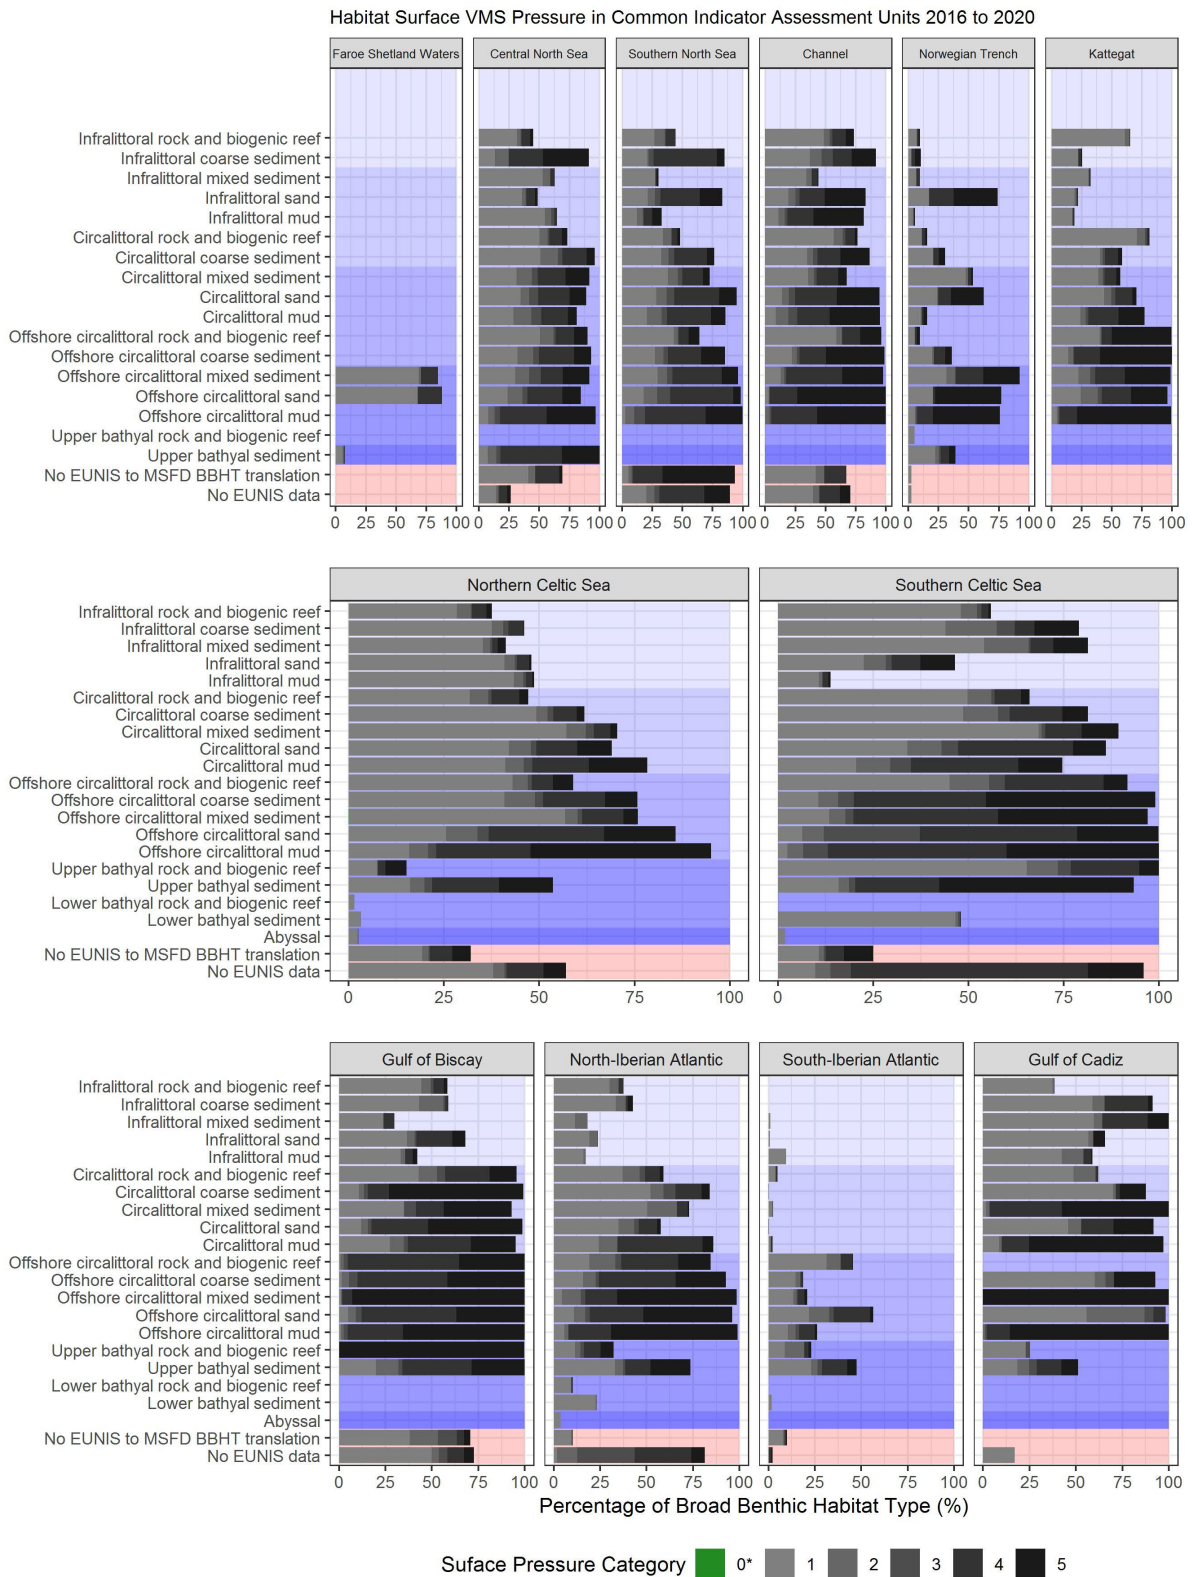 Habitat Surface VMS Pressure in Common Indicator Assessment Units 2016 to 2020
Faroe Shetland Waters Central North Sea Southern North Sea Channel Norwegian Trench Kattegat
Infralittoral rock and biogenic reef
Infralittoral coarse sediment
Infralittoral mixed sediment
Infralittoral sand
Infralittoral mud
Circalittoral rock and biogenic reef
Circalittoral coarse sediment
Circalittoral mixed sediment
Circalittoral sand
Circalittoral mud
Offshore circalittoral rock and biogenic reef
Offshore circalittoral coarse sediment
Offshore circalittoral mixed sediment
Offshore circalittoral sand
Offshore circalittoral mud
Upper bathyal rock and biogenic reef
Upper bathyal sediment
No EUNIS to MSFD BBHT translation
No EUNIS data
0 25 50 75 100 0 25 50 75 100 0 25 50 75 100 0 25 50 75 100 0 25 50 75 100 0 25 50 75 100
Northern Celtic Sea Southern Celtic Sea
Infralittoral rock and biogenic reef
Infralittoral coarse sediment
Infralittoral mixed sediment
Infralittoral sand
Infralittoral mud
Circalittoral rock and biogenic reef
Circalittoral coarse sediment
Circalittoral mixed sediment
Circalittoral sand
Circalittoral mud
Offshore circalittoral rock and biogenic reef
Offshore circalittoral coarse sediment
Offshore circalittoral mixed sediment
Offshore circalittoral sand
Offshore circalittoral mud
Upper bathyal rock and biogenic reef
Upper bathyal sediment
Lower bathyal rock and biogenic reef
Lower bathyal sediment
Abyssal
No EUNIS to MSFD BBHT translation
No EUNIS data
0 25 50 75 100 0 25 50 75 100
Gulf of Biscay North-Iberian Atlantic South-Iberian Atlantic Gulf of Cadiz
Infralittoral rock and biogenic reef
Infralittoral coarse sediment
Infralittoral mixed sediment
Infralittoral sand
Infralittoral mud
Circalittoral rock and biogenic reef
Circalittoral coarse sediment
Circalittoral mixed sediment
Circalittoral sand
Circalittoral mud
Offshore circalittoral rock and biogenic reef
Offshore circalittoral coarse sediment
Offshore circalittoral mixed sediment
Offshore circalittoral sand
Offshore circalittoral mud
Upper bathyal rock and biogenic reef
Upper bathyal sediment
Lower bathyal rock and biogenic reef
Lower bathyal sediment
Abyssal
No EUNIS to MSFD BBHT translation
No EUNIS data
0 25 50 75 100 0 25 50 75 100 0 25 50 75 100 0 25 50 75 100
Percentage of Broad Benthic Habitat Type (%)
Suface Pressure Category 0* 1 2 3 4 5